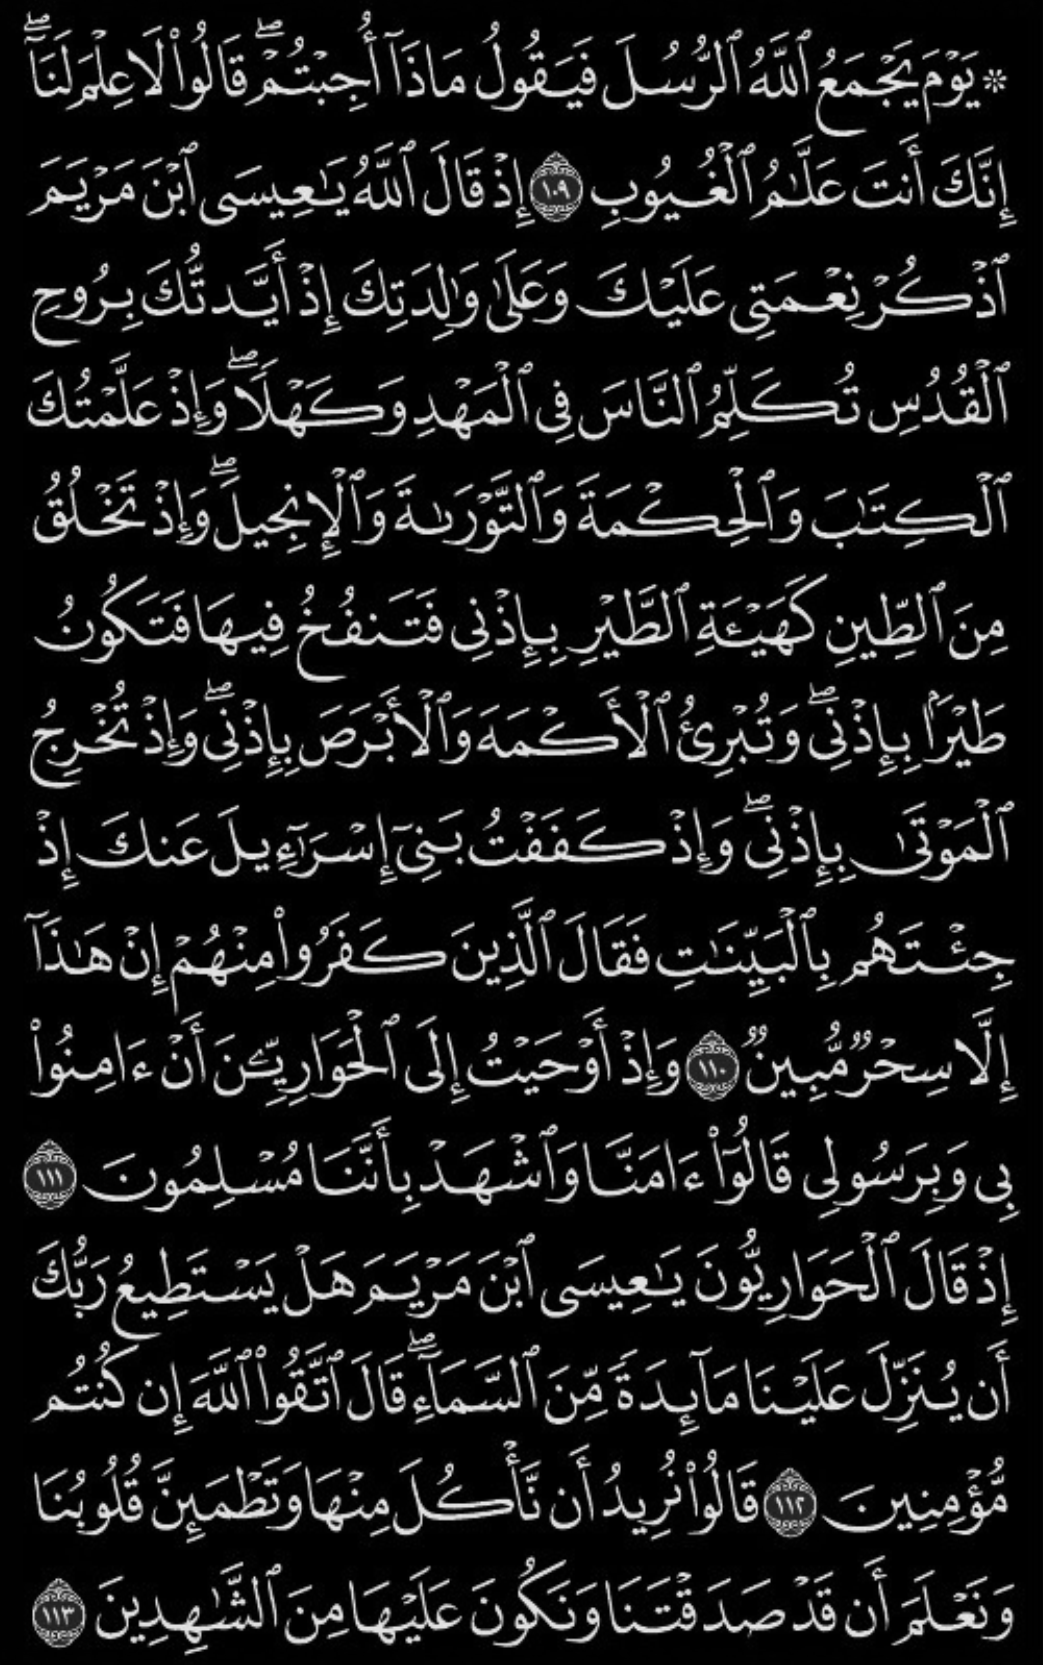 ۞ يَوۡمَ يَجۡمَعُ ٱللَّهُ ٱلرُّسُلَ فَيَقُولُ مَاذَآ أُجِبۡتُمۡۖ قَالُواْ لَا عِلۡمَ لَنَآۖ
إِنَّكَ أَنتَ عَلَّٰمُ ٱلۡغُيُوبِ ١٠٩ إِذۡ قَالَ ٱللَّهُ يَٰعِيسَى ٱبۡنَ مَرۡيَمَ
ٱذۡكُرۡ نِعۡمَتِي عَلَيۡكَ وَعَلَىٰ وَٰلِدَتِكَ إِذۡ أَيَّدتُّكَ بِرُوحِ
ٱلۡقُدُسِ تُكَلِّمُ ٱلنَّاسَ فِي ٱلۡمَهۡدِ وَكَهۡلٗاۖ وَإِذۡ عَلَّمۡتُكَ
ٱلۡكِتَٰبَ وَٱلۡحِكۡمَةَ وَٱلتَّوۡرَىٰةَ وَٱلۡإِنجِيلَۖ وَإِذۡ تَخۡلُقُ
مِنَ ٱلطِّينِ كَهَيۡـَٔةِ ٱلطَّيۡرِ بِإِذۡنِي فَتَنفُخُ فِيهَا فَتَكُونُ
طَيۡرَۢا بِإِذۡنِيۖ وَتُبۡرِئُ ٱلۡأَكۡمَهَ وَٱلۡأَبۡرَصَ بِإِذۡنِيۖ وَإِذۡ تُخۡرِجُ
ٱلۡمَوۡتَىٰ بِإِذۡنِيۖ وَإِذۡ كَفَفۡتُ بَنِيٓ إِسۡرَٰٓءِيلَ عَنكَ إِذۡ
جِئۡتَهُم بِٱلۡبَيِّنَٰتِ فَقَالَ ٱلَّذِينَ كَفَرُواْ مِنۡهُمۡ إِنۡ هَٰذَآ
إِلَّا سِحۡرٞ مُّبِينٞ ١١٠ وَإِذۡ أَوۡحَيۡتُ إِلَى ٱلۡحَوَارِيِّـۧنَ أَنۡ ءَامِنُواْ
بِي وَبِرَسُولِي قَالُوٓاْ ءَامَنَّا وَٱشۡهَدۡ بِأَنَّنَا مُسۡلِمُونَ ١١١
إِذۡ قَالَ ٱلۡحَوَارِيُّونَ يَٰعِيسَى ٱبۡنَ مَرۡيَمَ هَلۡ يَسۡتَطِيعُ رَبُّكَ
أَن يُنَزِّلَ عَلَيۡنَا مَآئِدَةٗ مِّنَ ٱلسَّمَآءِۖ قَالَ ٱتَّقُواْ ٱللَّهَ إِن كُنتُم
مُّؤۡمِنِينَ ١١٢ قَالُواْ نُرِيدُ أَن نَّأۡكُلَ مِنۡهَا وَتَطۡمَئِنَّ قُلُوبُنَا
وَنَعۡلَمَ أَن قَدۡ صَدَقۡتَنَا وَنَكُونَ عَلَيۡهَا مِنَ ٱلشَّٰهِدِينَ ١١٣